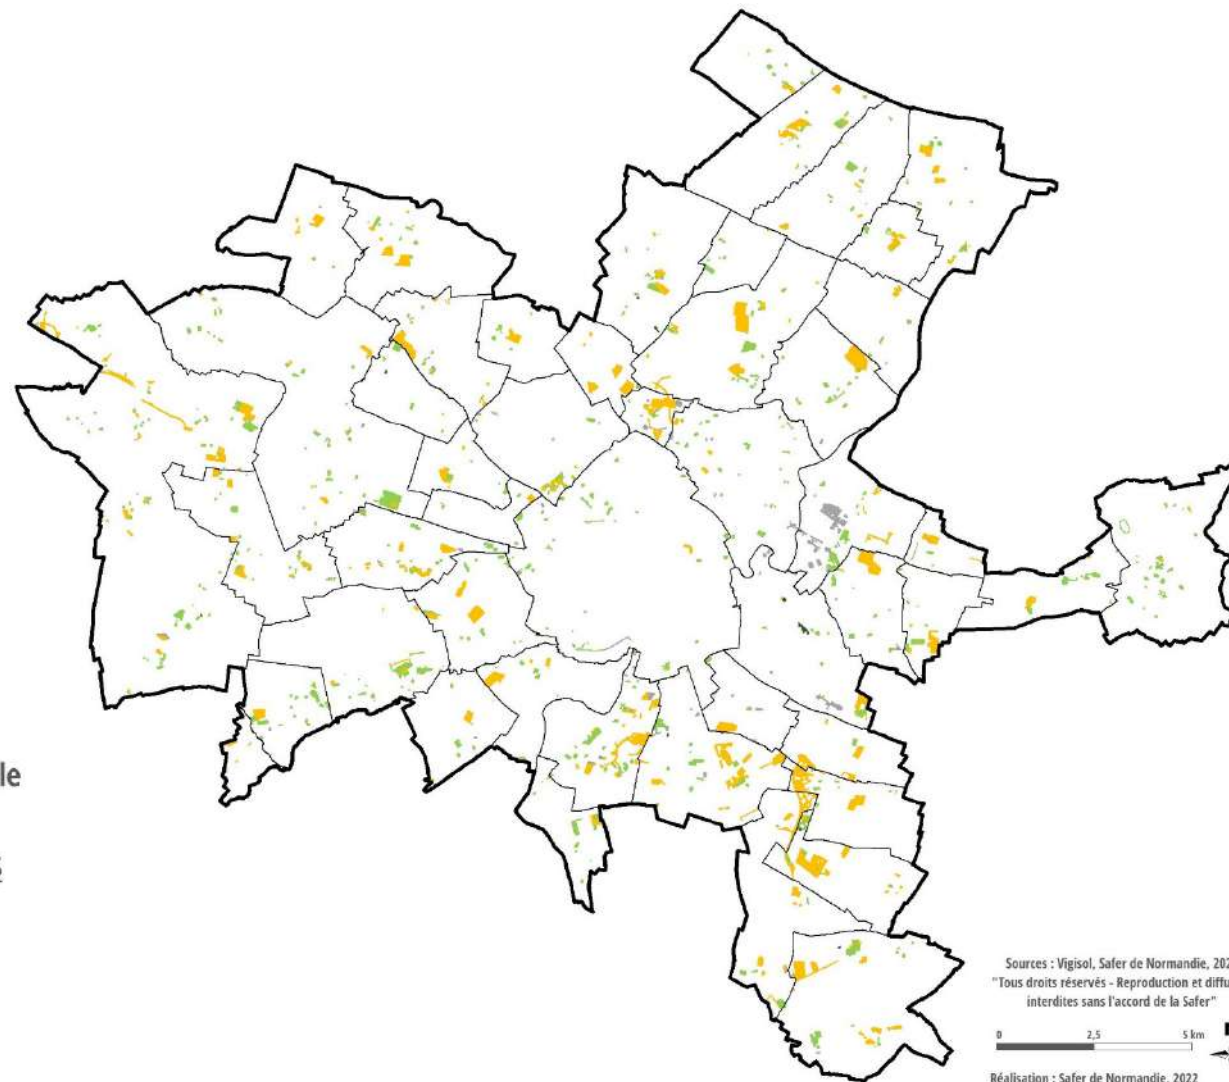 le
Sources : Vigisol, Safer de Normandie, 202
"Tous droits réservés - Reproduction et diffu
interdites sans l'accord de la Safer"
0 2,5 5 km
Réalisation : Safer de Normandie, 2022